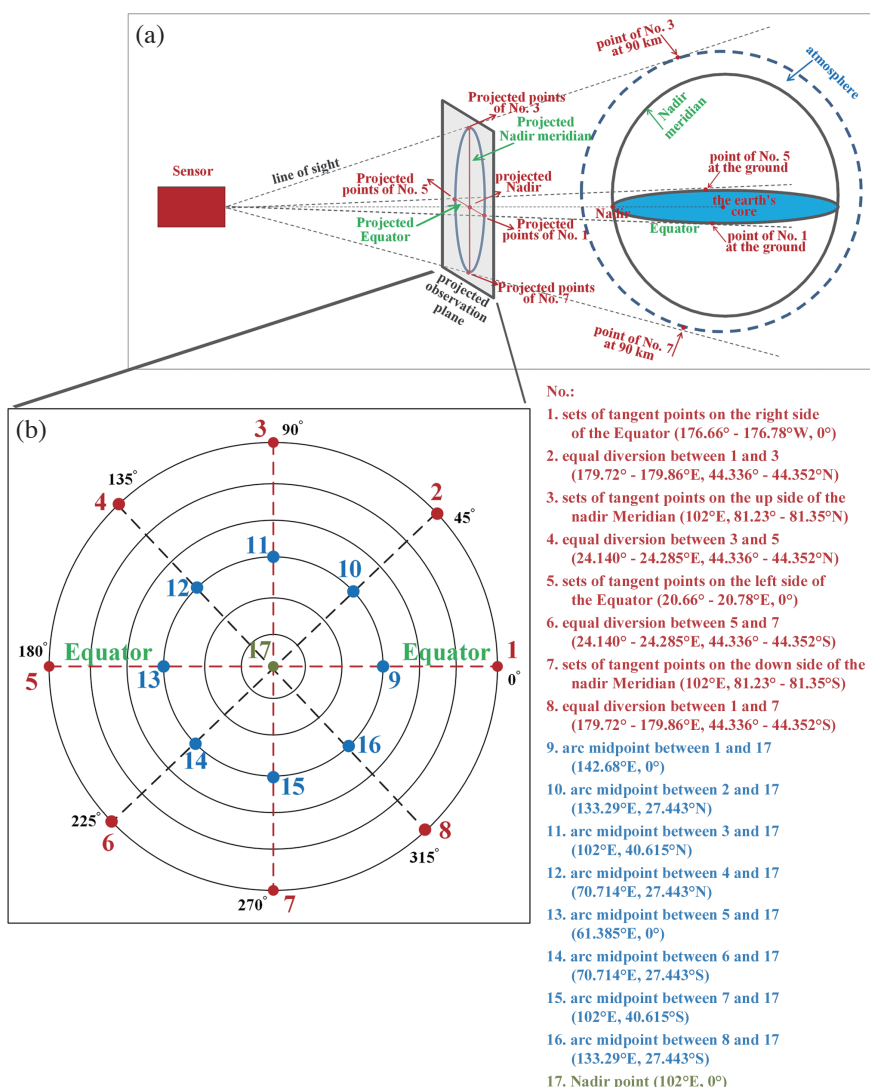 (a)
point of No. 3
at 90 km
atmosphere
Nadir
meridian
Projected points
of No. 3
Projected
Nadir meridian
Sensor
line of sight
Projected
points of No. 5
projected
Nadir
point of No. 5
at the ground
the earth's
core
Nadir
Projected
Equator
Projected
points of No. 1
Equator
point of No. 1
at the ground
Projected points
of No. 7
projected
observation
plane
point of No. 7
at 90 km
(b)
3
90°
135°
4
2
45°
11
10
12
180°
Equator
17
Equator
1
5
13
9
0°
14
16
15
225°
6
8
315°
270°
7
No.:
1. sets of tangent points on the right side
of the Equator (176.66° - 176.78°W, 0°)
2. equal diversion between 1 and 3
(179.72° - 179.86°E, 44.336° - 44.352°N)
3. sets of tangent points on the up side of the
nadir Meridian (102°E, 81.23° - 81.35°N)
4. equal diversion between 3 and 5
(24.140° - 24.285°E, 44.336° - 44.352°N)
5. sets of tangent points on the left side of
the Equator (20.66° - 20.78°E, 0°)
6. equal diversion between 5 and 7
(24.140° - 24.285°E, 44.336° - 44.352°S)
7. sets of tangent points on the down side of the
nadir Meridian (102°E, 81.23° - 81.35°S)
8. equal diversion between 1 and 7
(179.72° - 179.86°E, 44.336° - 44.352°S)
9. arc midpoint between 1 and 17
(142.68°E, 0°)
10. arc midpoint between 2 and 17
(133.29°E, 27.443°N)
11. arc midpoint between 3 and 17
(102°E, 40.615°N)
12. arc midpoint between 4 and 17
(70.714°E, 27.443°N)
13. arc midpoint between 5 and 17
(61.385°E, 0°)
14. arc midpoint between 6 and 17
(70.714°E, 27.443°S)
15. arc midpoint between 7 and 17
(102°E, 40.615°S)
16. arc midpoint between 8 and 17
(133.29°E, 27.443°S)
17. Nadir point (102°E, 0°)